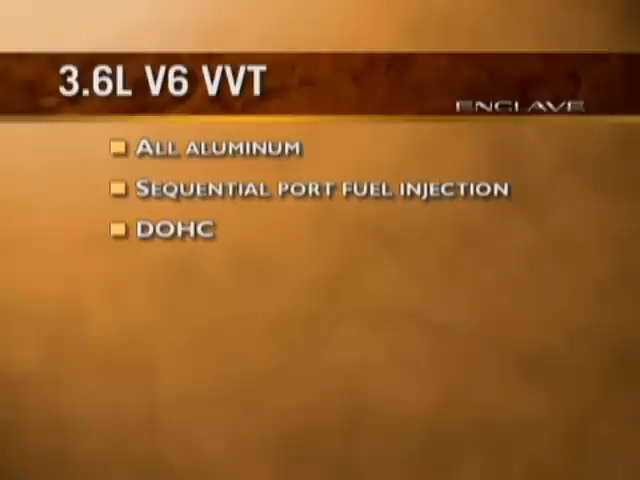 3.6L V6 VVT
ENCLAVE
ALL ALUMINUM
SEQUENTIAL PORT FUEL INJECTION
DOHC